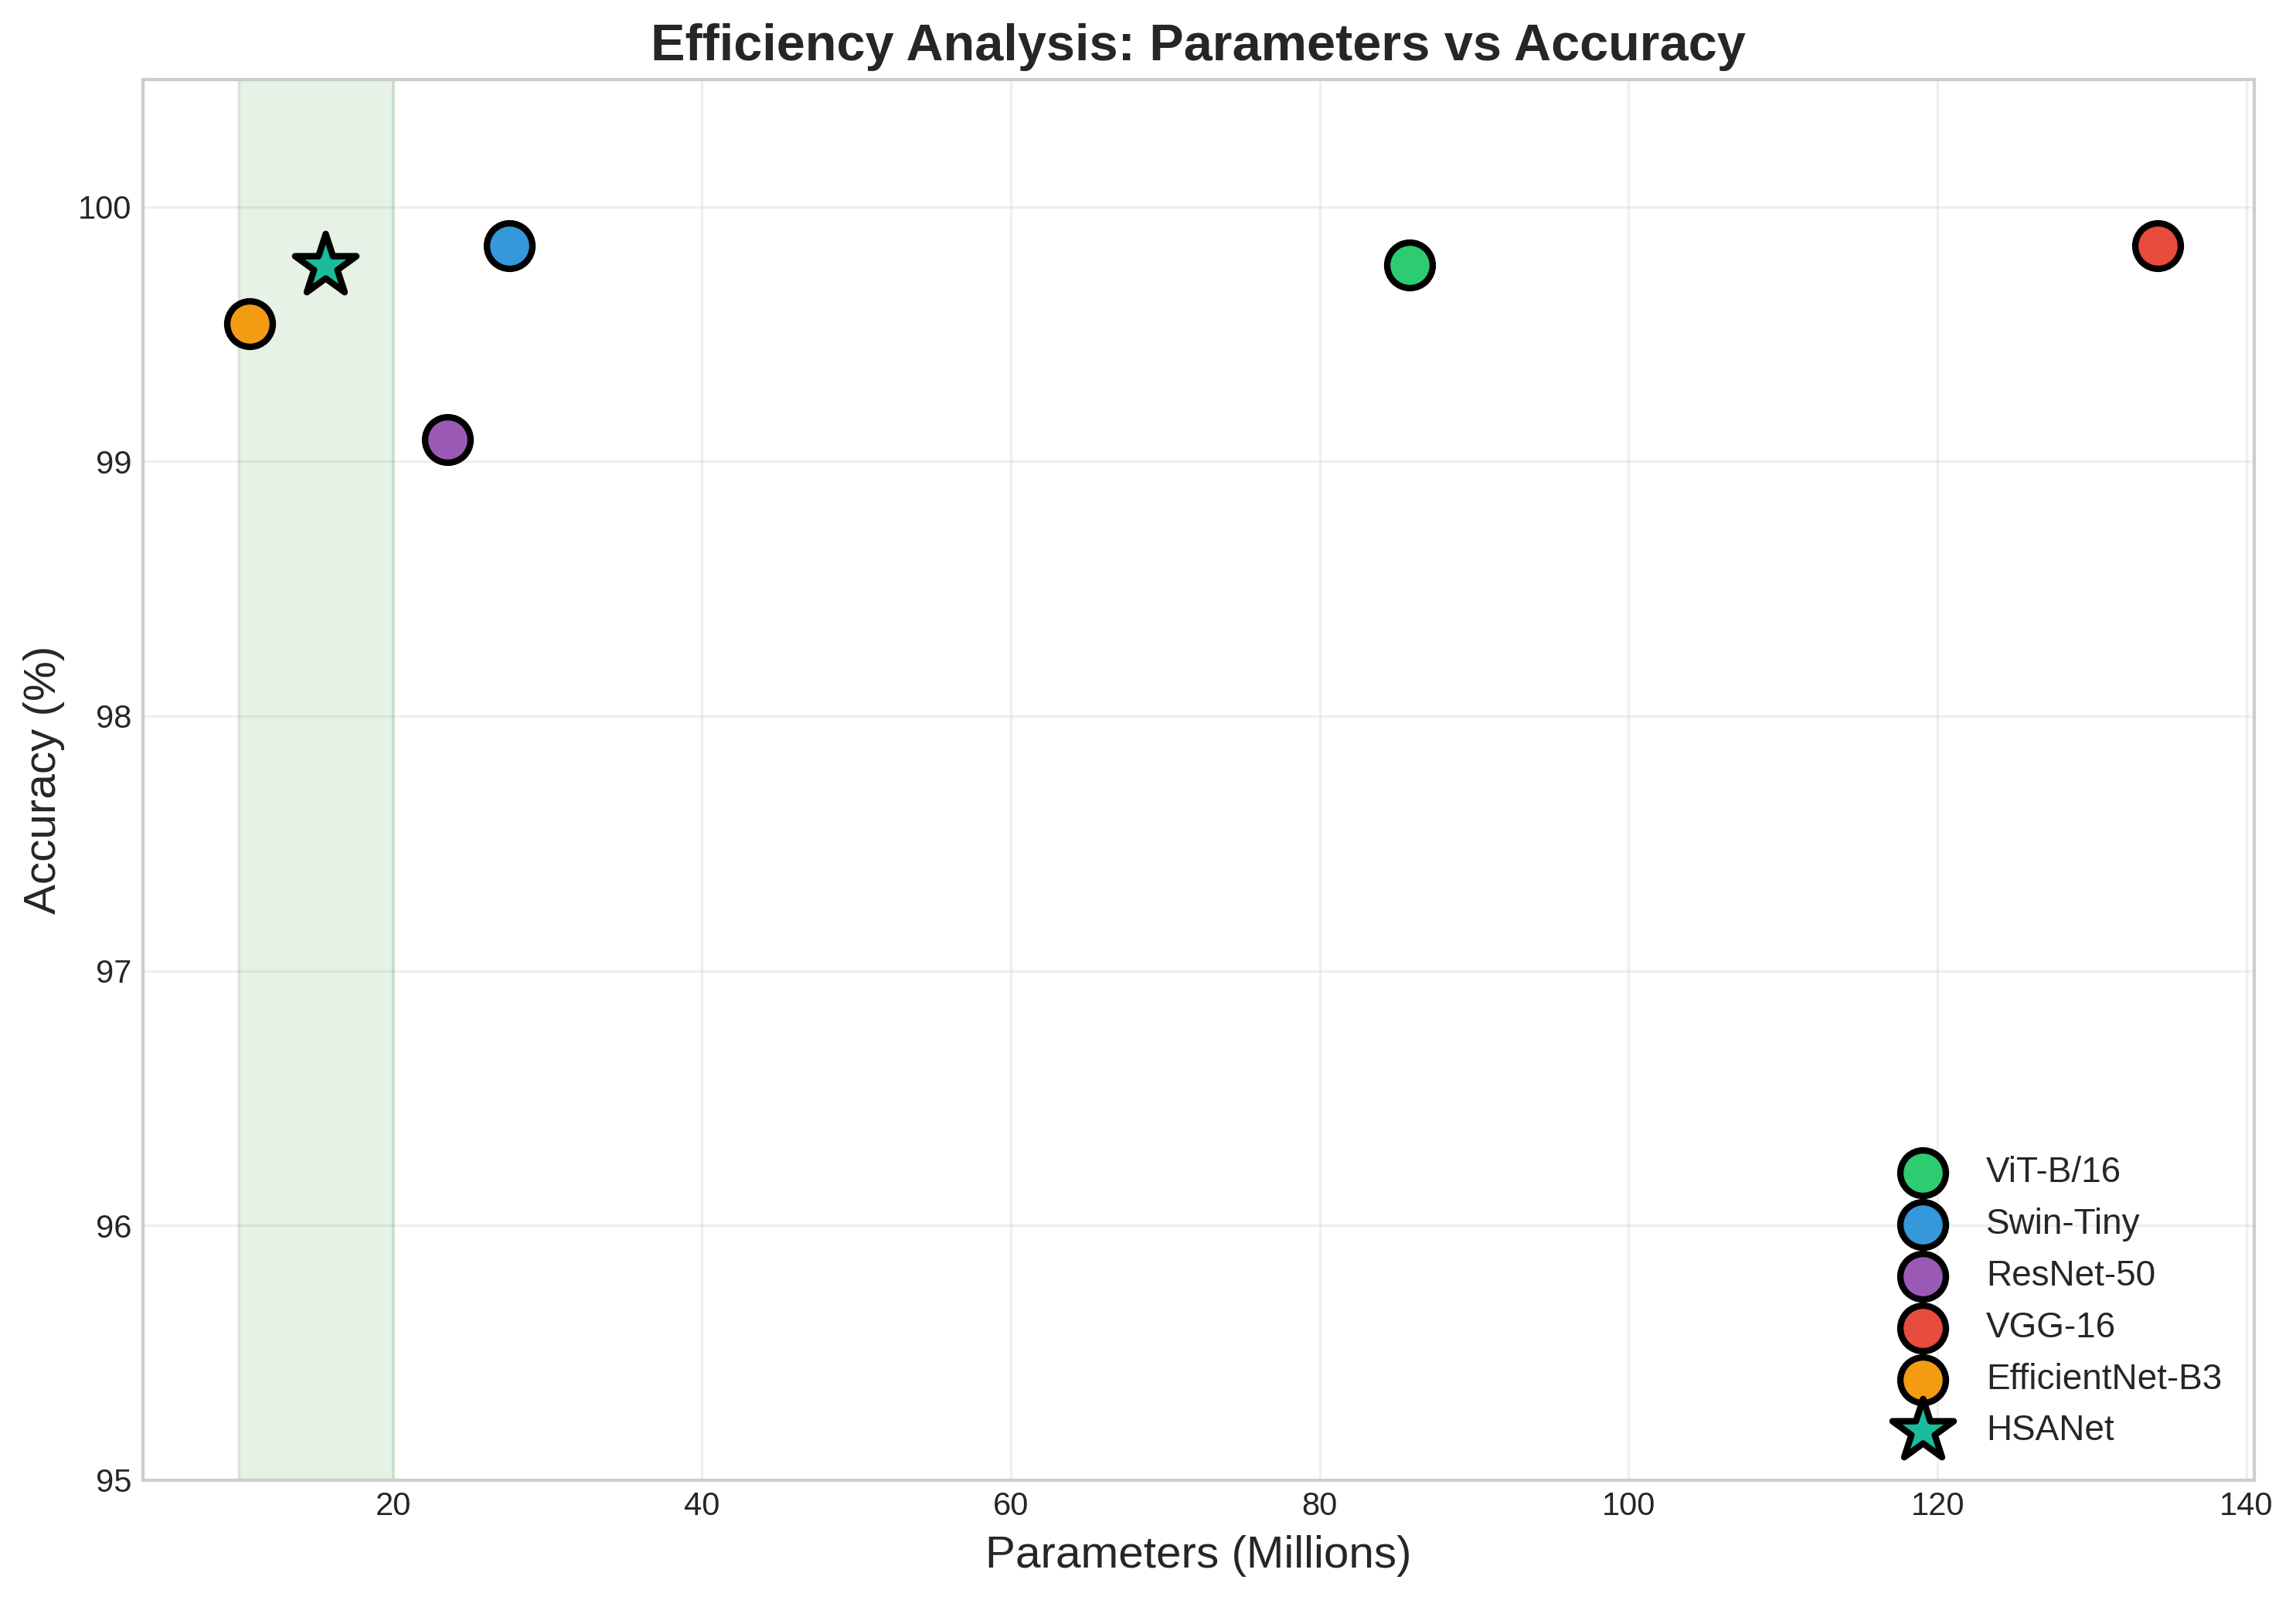 Efficiency Analysis: Parameters vs Accuracy
100
99
98
97
96
95
Accuracy (%)
20 40 60 80 100 120 140
Parameters (Millions)
ViT-B/16
Swin-Tiny
ResNet-50
VGG-16
EfficientNet-B3
HSANet